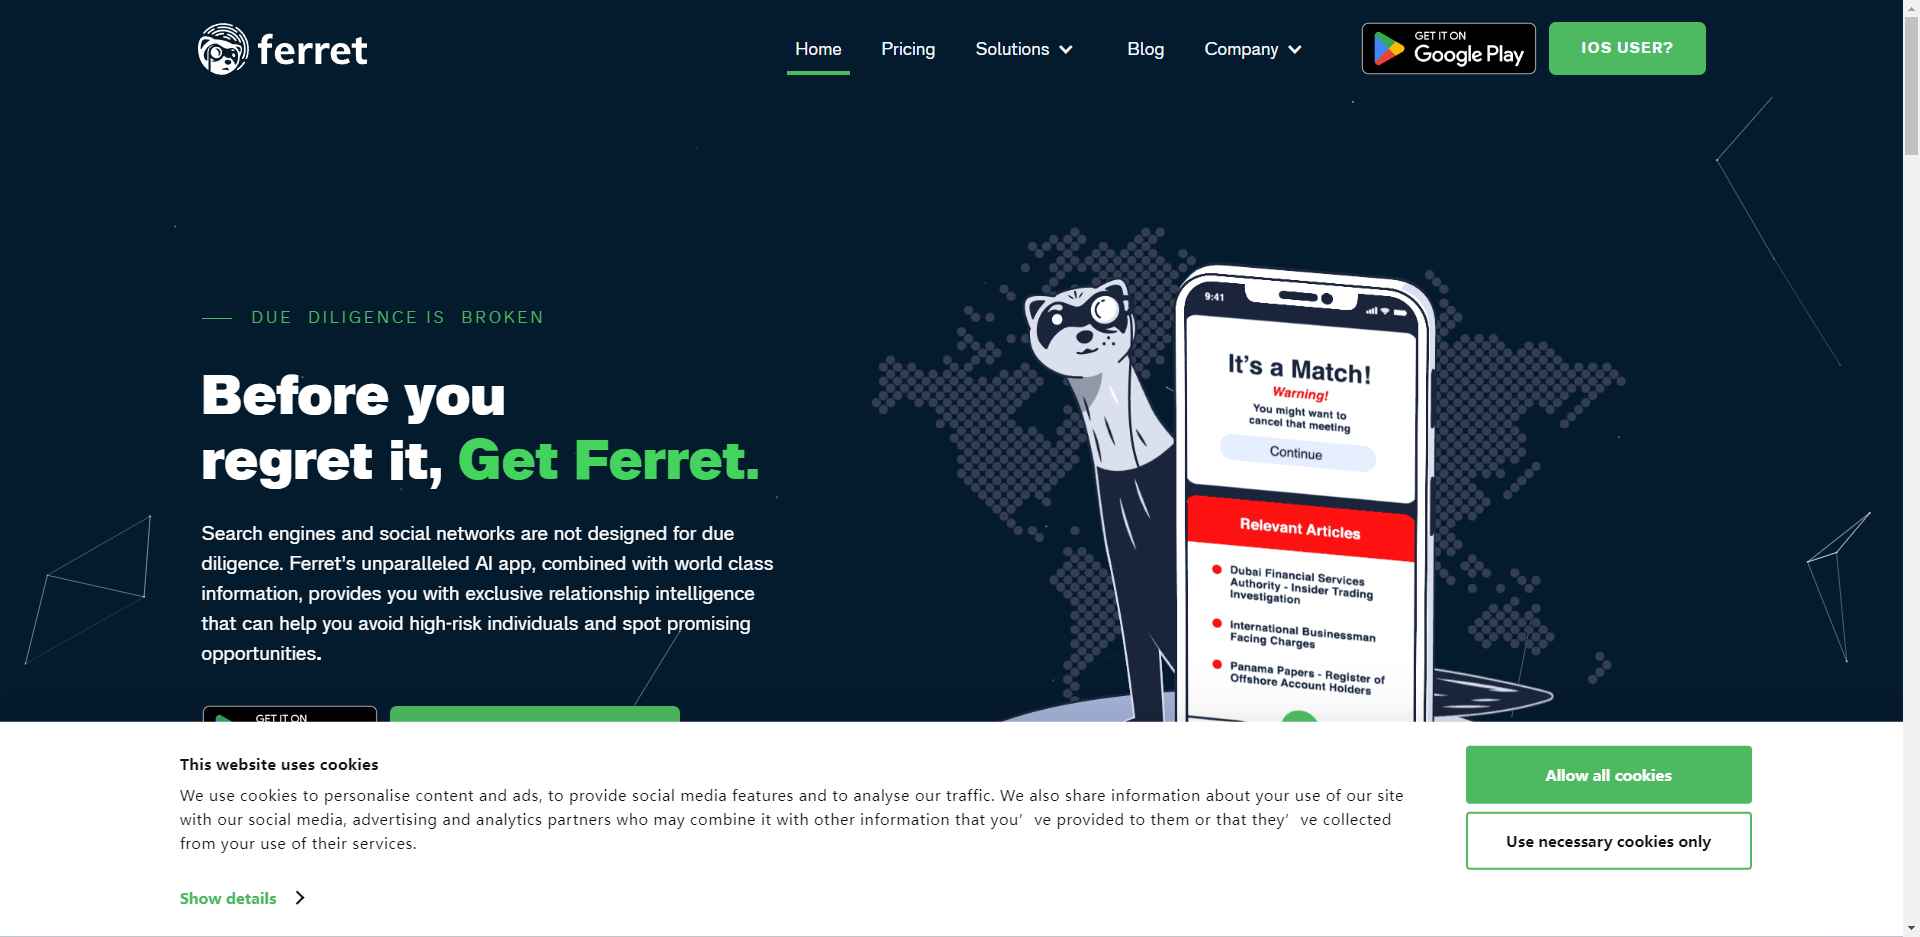 ferret
Home Pricing Solutions Blog Company
GET IT ON
Google Play
IOS USER?
DUE DILIGENCE IS BROKEN
Before you
regret it, Get Ferret.
Search engines and social networks are not designed for due
diligence. Ferret's unparalleled AI app, combined with world class
information, provides you with exclusive relationship intelligence
that can help you avoid high-risk individuals and spot promising
opportunities.
GET IT ON
9:41
It's a Match!
Warning!
You might want to
cancel that meeting
Continue
Relevant Articles
Dubai Financial Services
Authority - Insider Trading
Investigation
International Businessman
Facing Charges
Panama Papers - Register of
Offshore Account Holders
This website uses cookies
We use cookies to personalise content and ads, to provide social media features and to analyse our traffic. We also share information about your use of our site
with our social media, advertising and analytics partners who may combine it with other information that you’ve provided to them or that they’ve collected
from your use of their services.
Show details
Allow all cookies
Use necessary cookies only